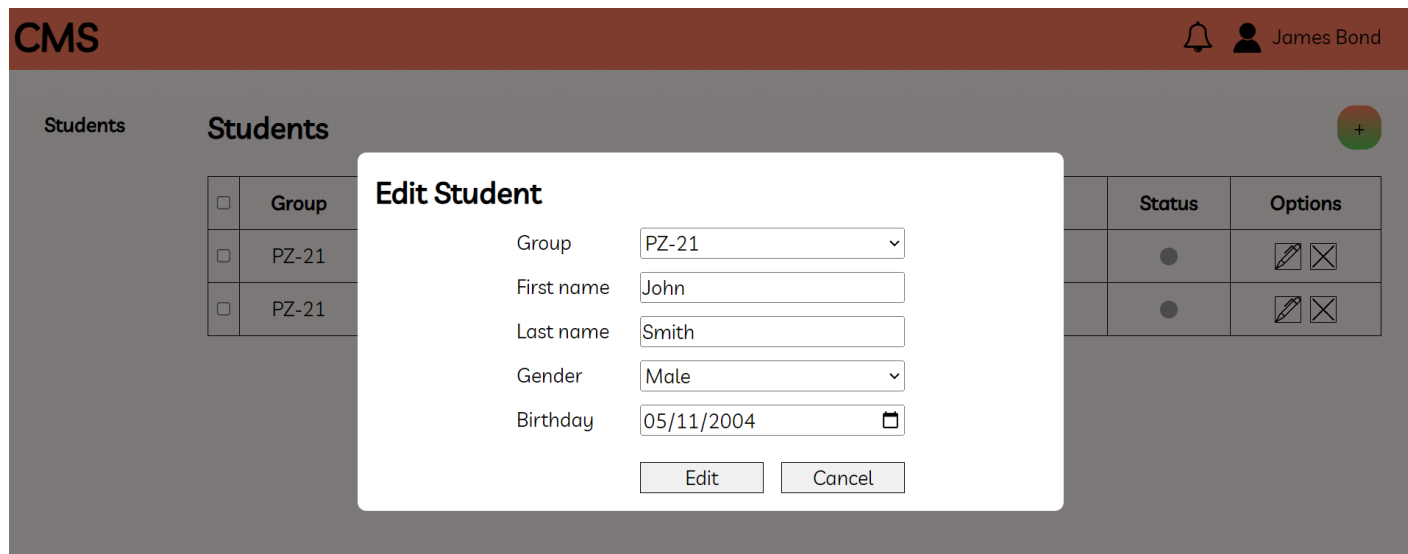 CMS
James Bond
Students
Students
+
Group
Status
Options
PZ-21
PZ-21
Edit Student
Group PZ-21
First name John
Last name Smith
Gender Male
Birthday 05/11/2004
Edit Cancel